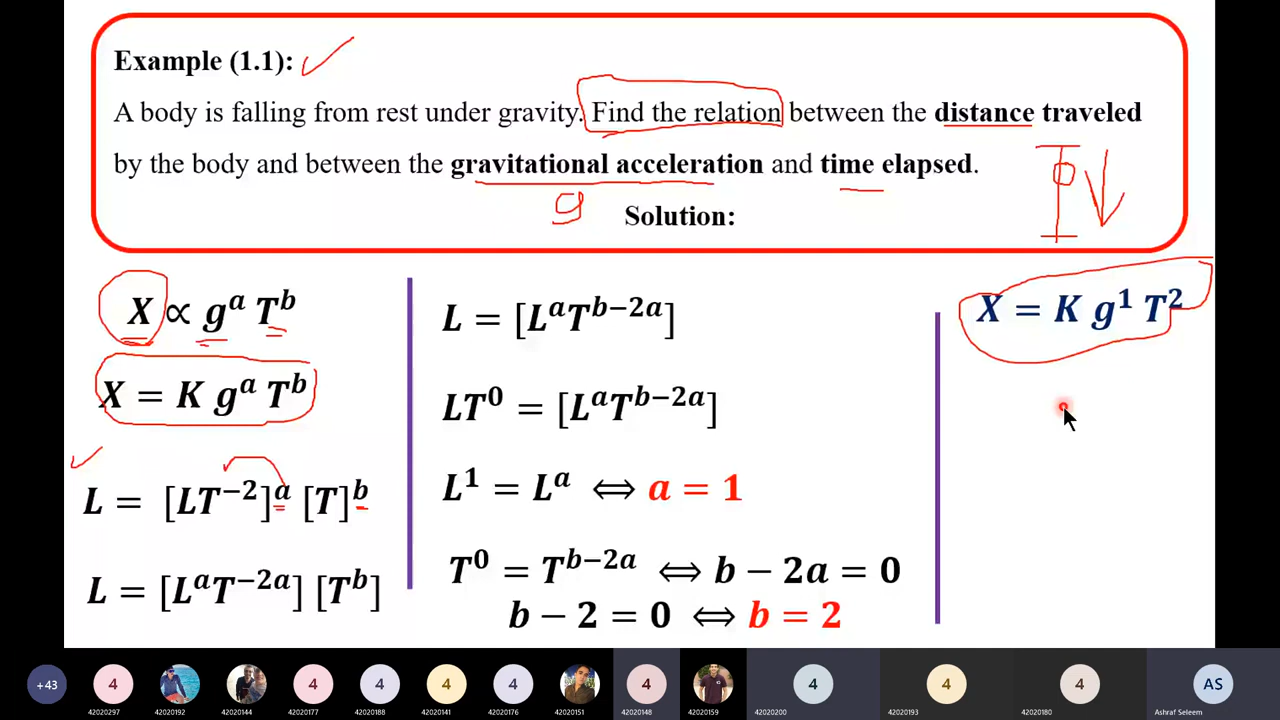 Example (1.1):
A body is falling from rest under gravity. Find the relation between the distance traveled
by the body and between the gravitational acceleration and time elapsed.
g
Solution:
X ∝ g^a T^b
X = K g^a T^b
L = [LT^−2]^a [T]^b
L = [L^a T^−2a] [T^b]
L = [L^a T^b−2a]
LT^0 = [L^a T^b−2a]
L^1 = L^a ⟺ a = 1
T^0 = T^b−2a ⟺ b − 2a = 0
b − 2 = 0 ⟺ b = 2
X = K g^1 T^2
+43
4
42020297
42020192
42020144
4
42020177
4
42020188
4
42020141
4
42020176
42020151
4
42020148
42020159
4
42020200
4
42020193
4
42020180
AS
Ashraf Seleem